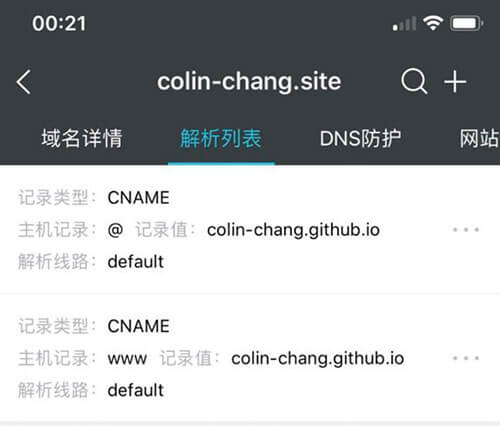 00:21
colin-chang.site
域名详情 解析列表 DNS防护 网站
记录类型: CNAME
主机记录: @ 记录值: colin-chang.github.io
解析线路: default
记录类型: CNAME
主机记录: www 记录值: colin-chang.github.io
解析线路: default